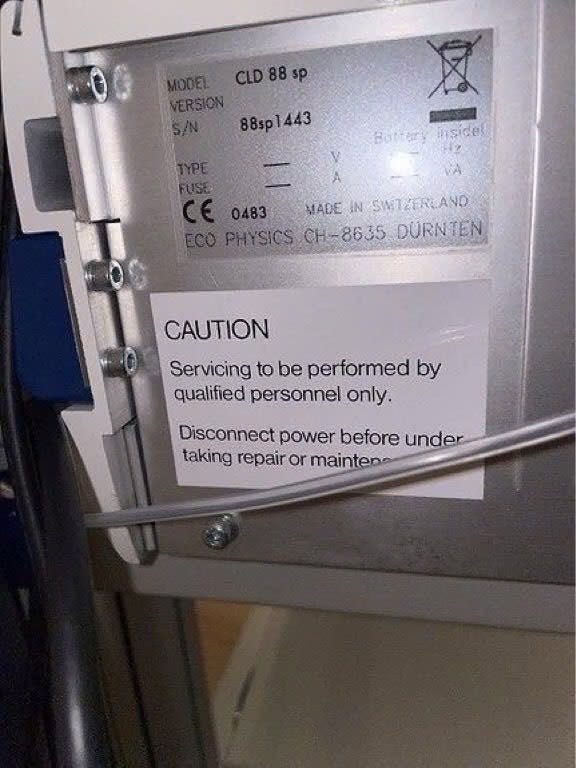 MODEL CLD 88 sp
VERSION
S/N 88sp1443
Battery inside!
TYPE V Hz
FUSE A VA
CE 0483 MADE IN SWITZERLAND
ECO PHYSICS CH-8635 DÜRNTEN
CAUTION
Servicing to be performed by
qualified personnel only.
Disconnect power before under
taking repair or